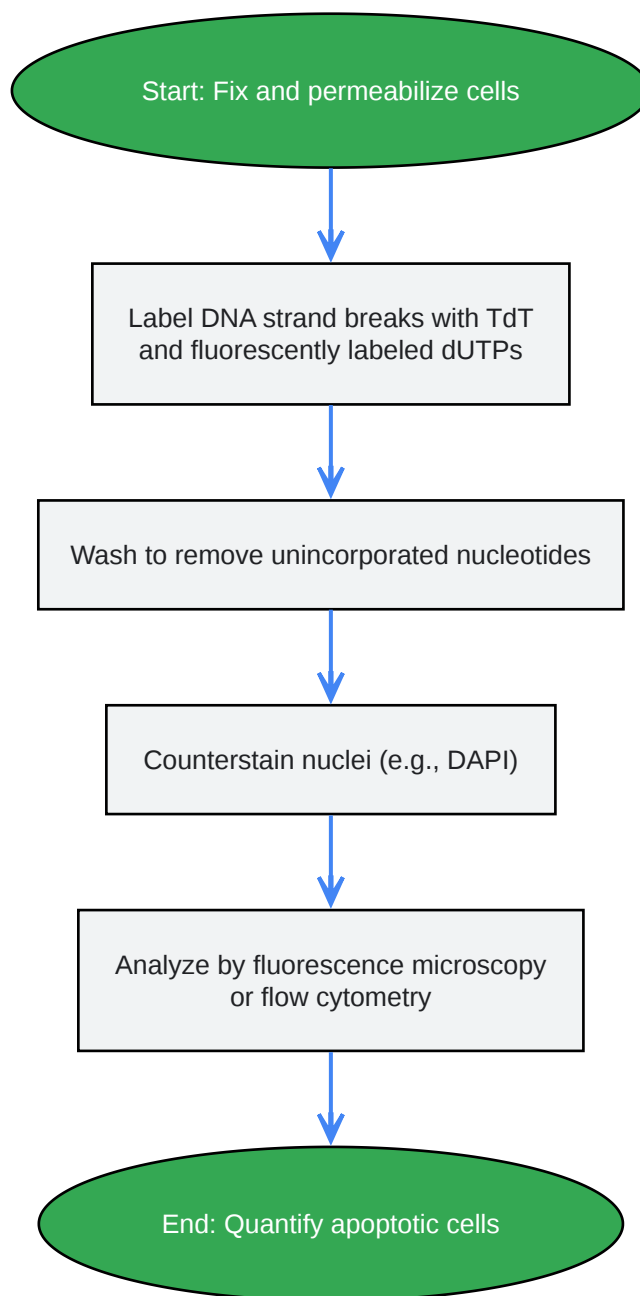 Start: Fix and permeabilize cells
Label DNA strand breaks with TdT
and fluorescently labeled dUTPs
Wash to remove unincorporated nucleotides
Counterstain nuclei (e.g., DAPI)
Analyze by fluorescence microscopy
or flow cytometry
End: Quantify apoptotic cells